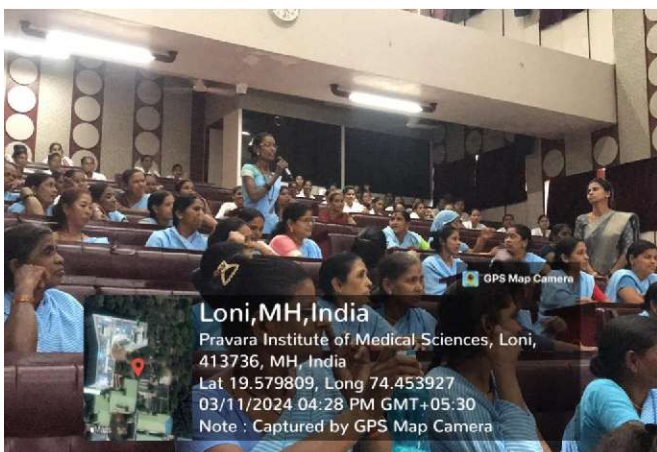 GPS Map Camera
Loni,MH,India
Pravara Institute of Medical Sciences, Loni,
413736, MH, India
Lat 19.579809, Long 74.453927
03/11/2024 04:28 PM GMT+05:30
Note : Captured by GPS Map Camera